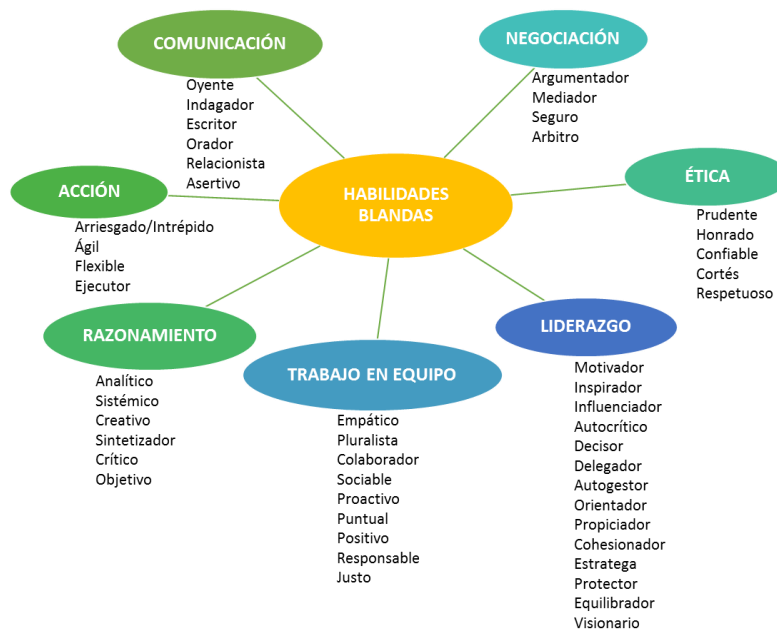 COMUNICACIÓN
Oyente
Indagador
Escritor
Orador
Relacionista
Asertivo
NEGOCIACIÓN
Argumentador
Mediador
Seguro
Arbitro
ACCIÓN
Arriesgado/Intrépido
Ágil
Flexible
Ejecutor
HABILIDADES
BLANDAS
ÉTICA
Prudente
Honrado
Confiable
Cortés
Respetuoso
RAZONAMIENTO
Analítico
Sistémico
Creativo
Sintetizador
Crítico
Objetivo
TRABAJO EN EQUIPO
Empático
Pluralista
Colaborador
Sociable
Proactivo
Puntual
Positivo
Responsable
Justo
LIDERAZGO
Motivador
Inspirador
Influenciador
Autocrítico
Decisor
Delegador
Autogestor
Orientador
Propiciador
Cohesionador
Estratega
Protector
Equilibrador
Visionario